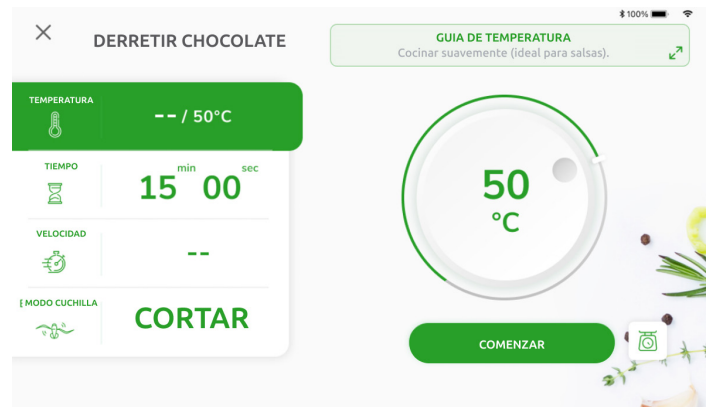 100%
DERRETIR CHOCOLATE
GUIA DE TEMPERATURA
Cocinar suavemente (ideal para salsas).
TEMPERATURA
-- / 50°C
TIEMPO
15 min 00 sec
VELOCIDAD
--
[ MODO CUCHILLA
CORTAR
50
°C
COMENZAR